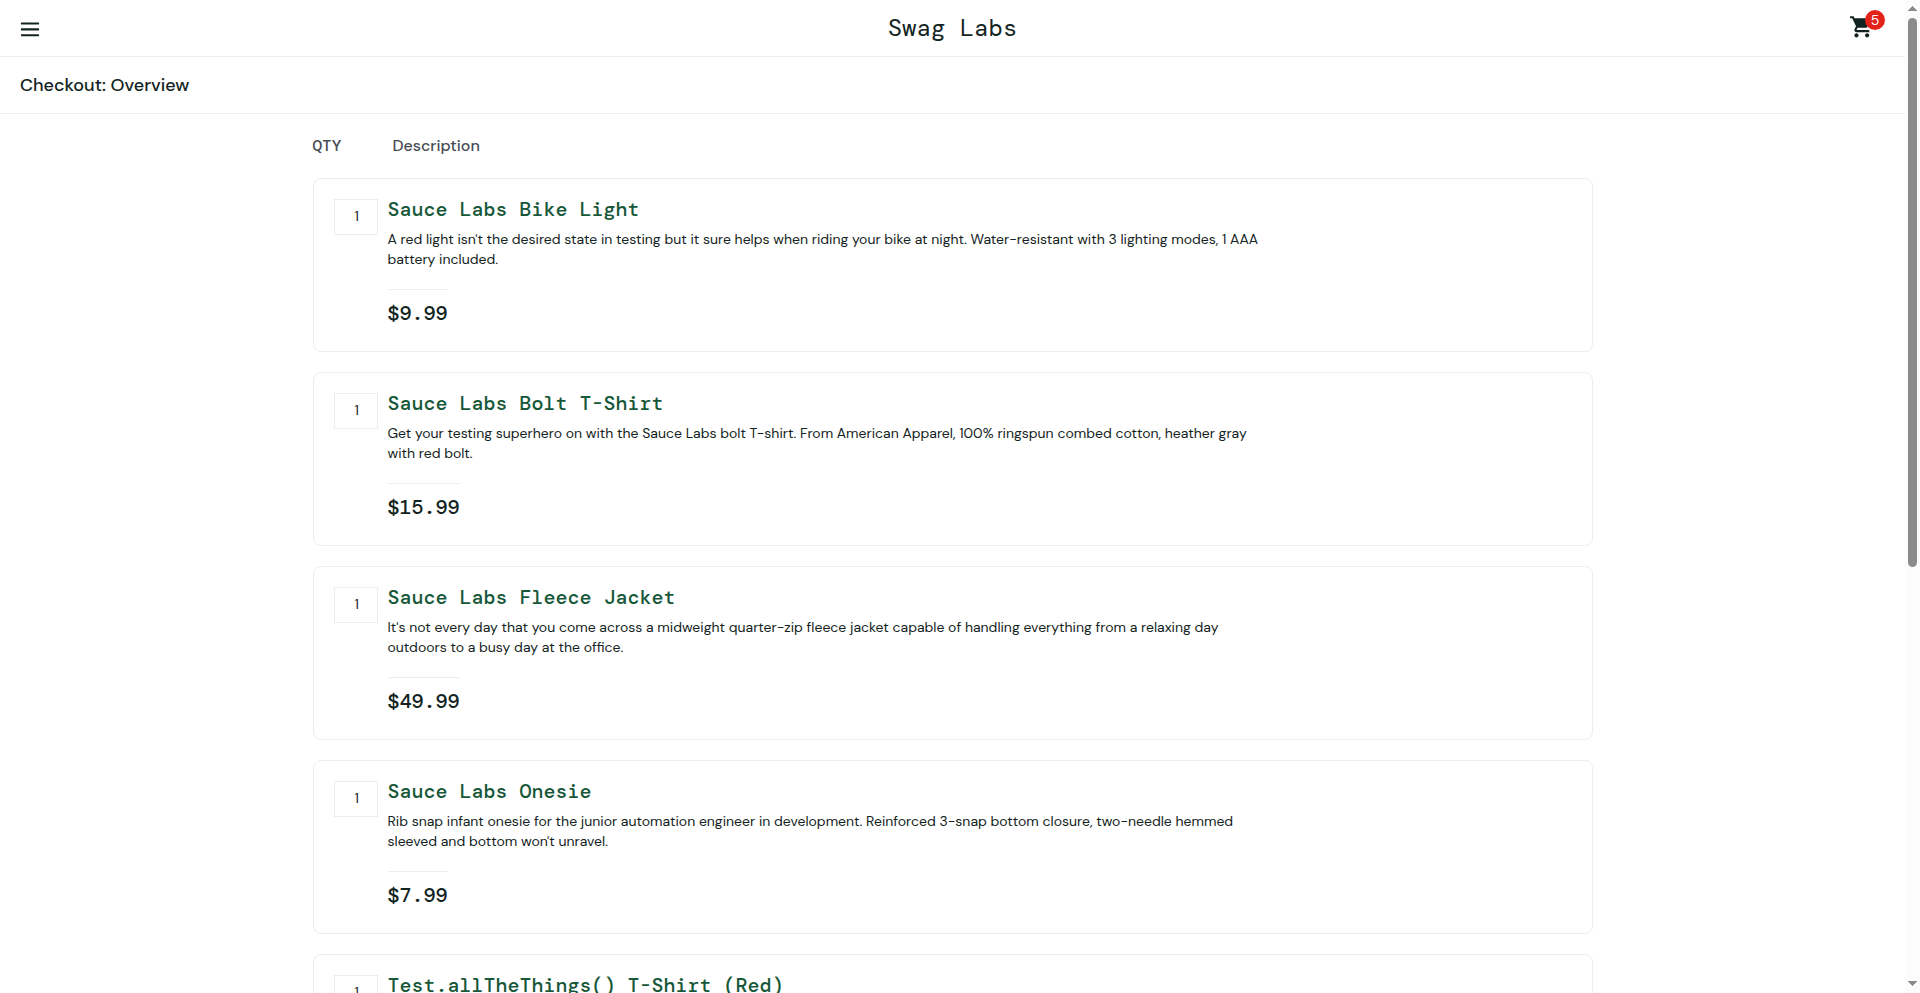 Swag Labs
5
Checkout: Overview
QTY Description
1
Sauce Labs Bike Light
A red light isn't the desired state in testing but it sure helps when riding your bike at night. Water-resistant with 3 lighting modes, 1 AAA
battery included.
$9.99
1
Sauce Labs Bolt T-Shirt
Get your testing superhero on with the Sauce Labs bolt T-shirt. From American Apparel, 100% ringspun combed cotton, heather gray
with red bolt.
$15.99
1
Sauce Labs Fleece Jacket
It's not every day that you come across a midweight quarter-zip fleece jacket capable of handling everything from a relaxing day
outdoors to a busy day at the office.
$49.99
1
Sauce Labs Onesie
Rib snap infant onesie for the junior automation engineer in development. Reinforced 3-snap bottom closure, two-needle hemmed
sleeved and bottom won't unravel.
$7.99
1
Test.allTheThings() T-Shirt (Red)